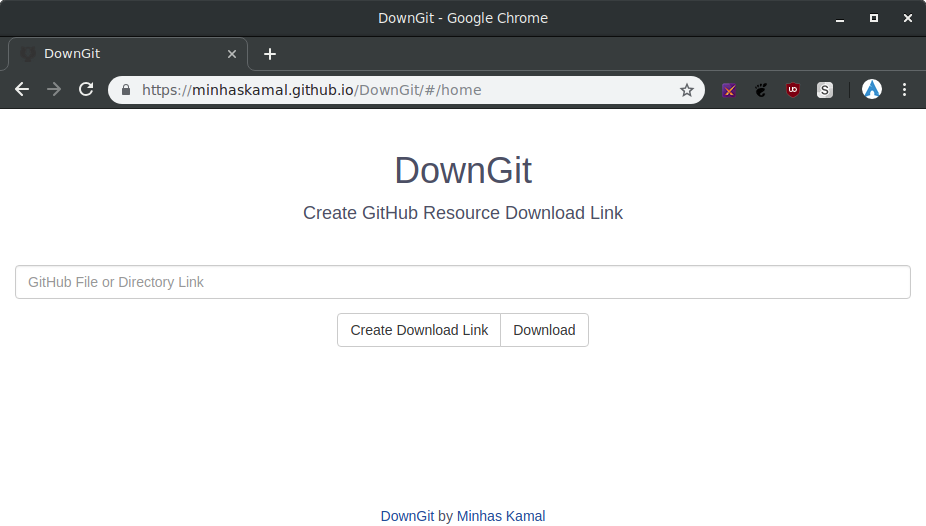 DownGit - Google Chrome
DownGit
https://minhaskamal.github.io/DownGit/#/home
S
DownGit
Create GitHub Resource Download Link
GitHub File or Directory Link
Create Download Link Download
DownGit by Minhas Kamal